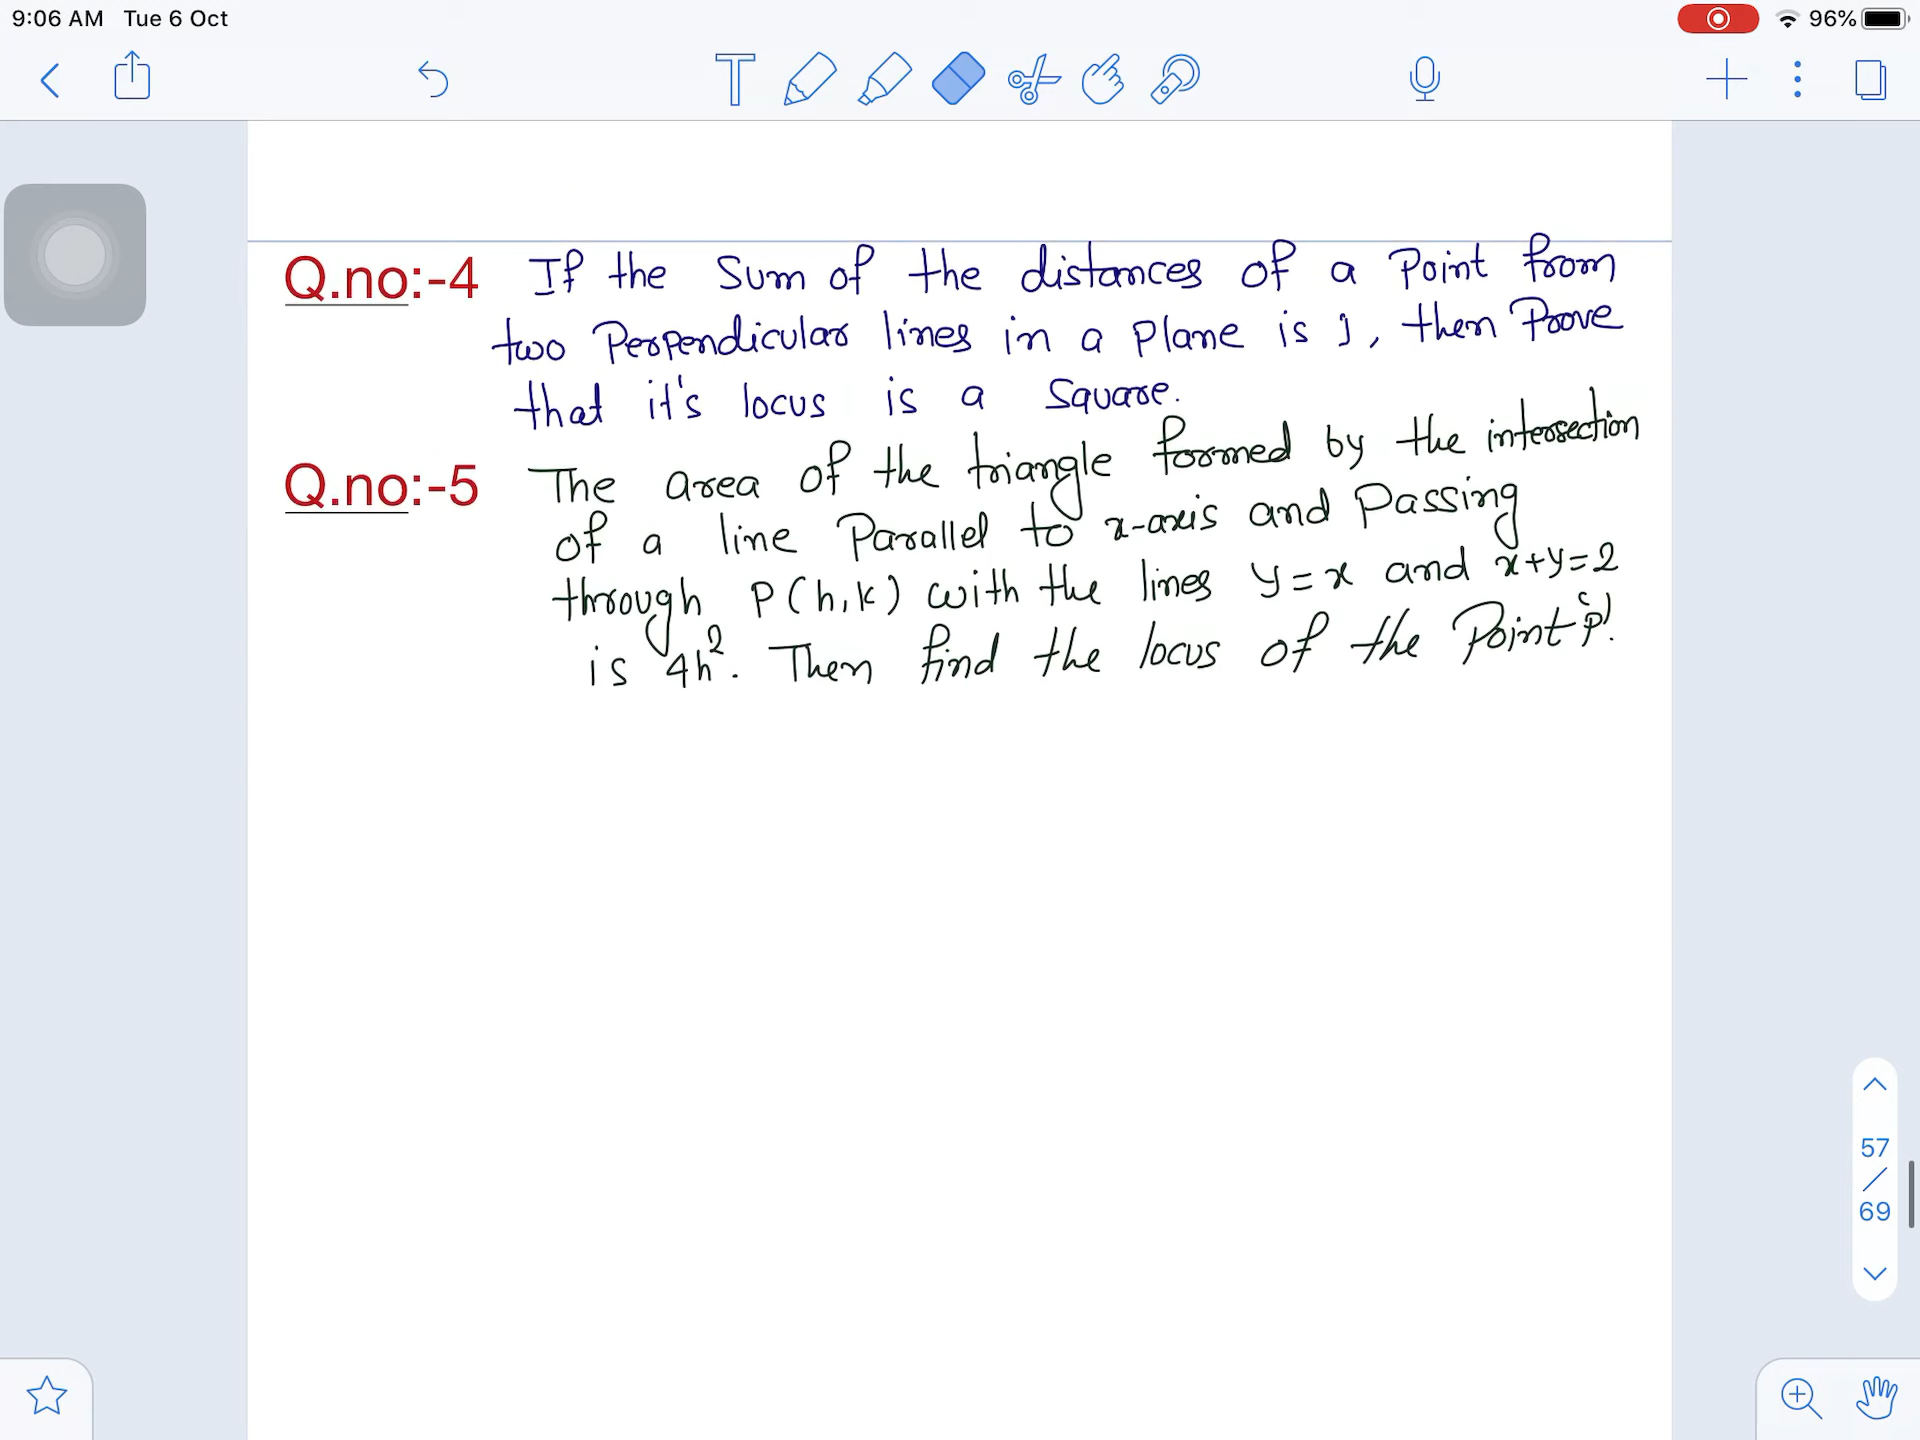 9:06 AM Tue 6 Oct
96%
T
Q.no:-4 If the Sum of the distances of a Point from
two Perpendicular lines in a Plane is 1, then Prove
that it's locus is a Square.
Q.no:-5 The area of the triangle formed by the intersection
of a line Parallel to x-axis and Passing
through P(h,k) with the lines y=x and x+y=2
is 4h². Then find the locus of the Point 'P'.
57
/
69